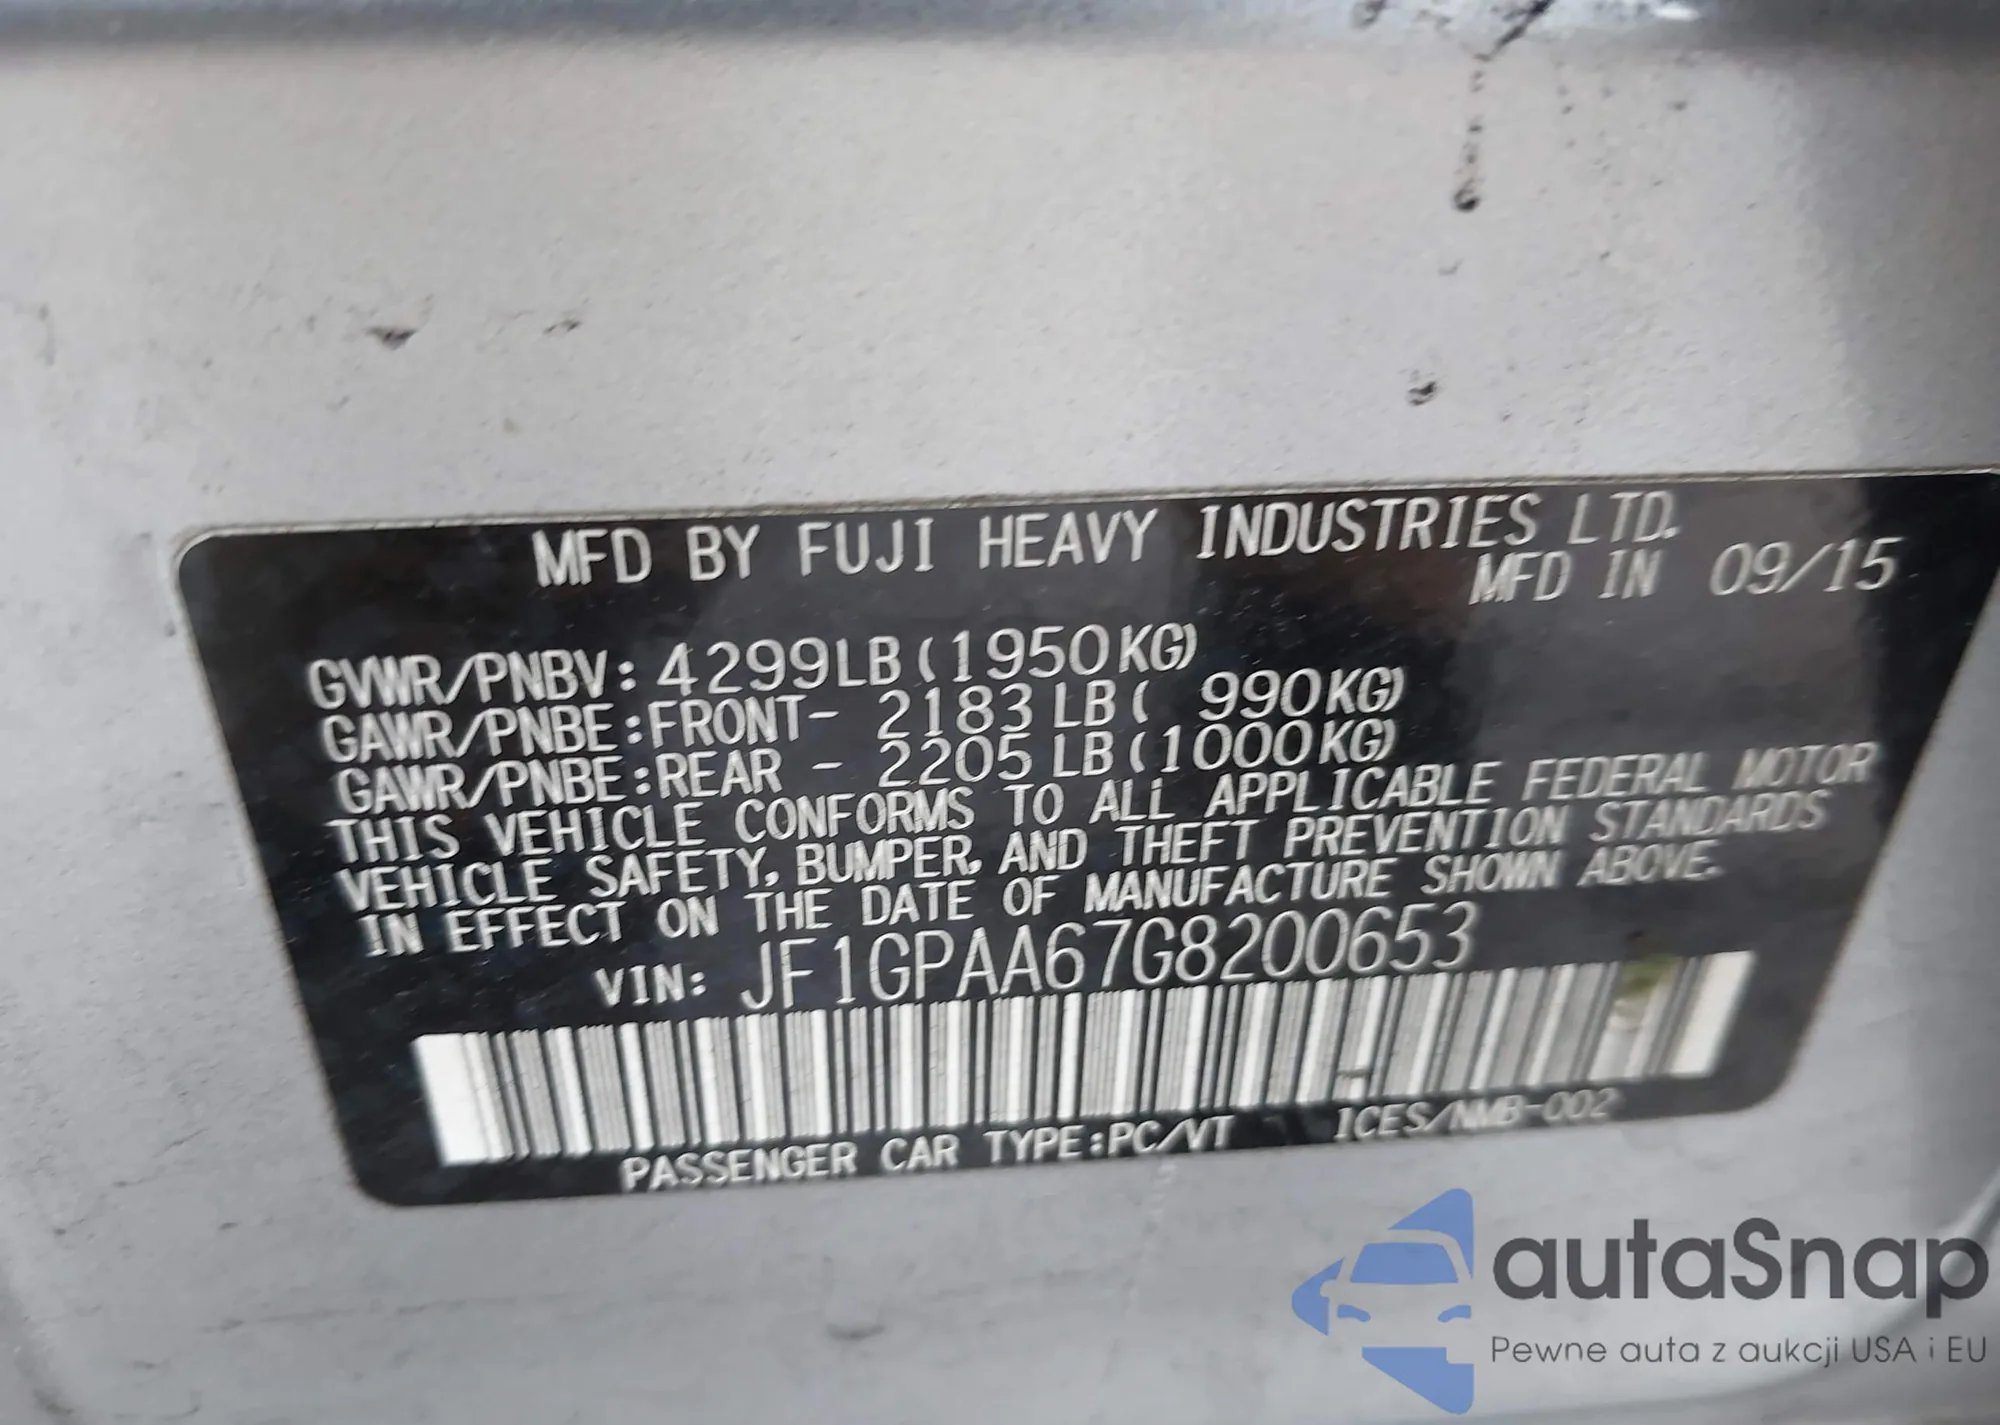 MFD BY FUJI HEAVY INDUSTRIES LTD.
MFD IN 09/15
GVWR/PNBV: 4299LB(1950KG)
GAWR/PNBE:FRONT- 2183LB( 990KG)
GAWR/PNBE:REAR - 2205LB(1000KG)
THIS VEHICLE CONFORMS TO ALL APPLICABLE FEDERAL MOTOR
VEHICLE SAFETY, BUMPER, AND THEFT PREVENTION STANDARDS
IN EFFECT ON THE DATE OF MANUFACTURE SHOWN ABOVE.
VIN: JF1GPAA67G8200653
PASSENGER CAR TYPE:PC/VT ICES/NMB-002
autaSnap
Pewne auta z aukcji USA i EU